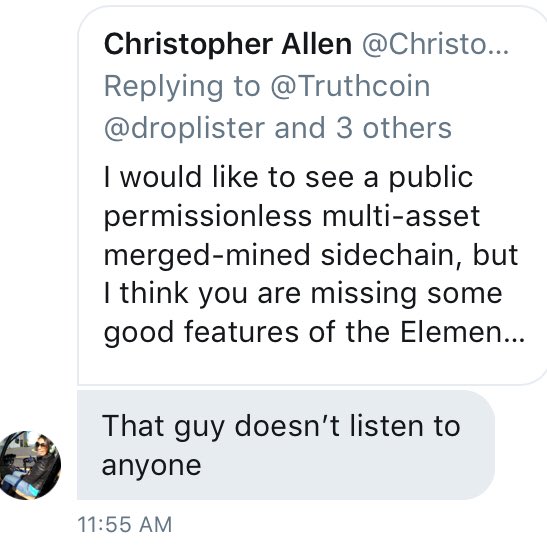 Christopher Allen @Christo...
Replying to @Truthcoin
@droplister and 3 others
I would like to see a public
permissionless multi-asset
merged-mined sidechain, but
I think you are missing some
good features of the Elemen...
That guy doesn’t listen to
anyone
11:55 AM